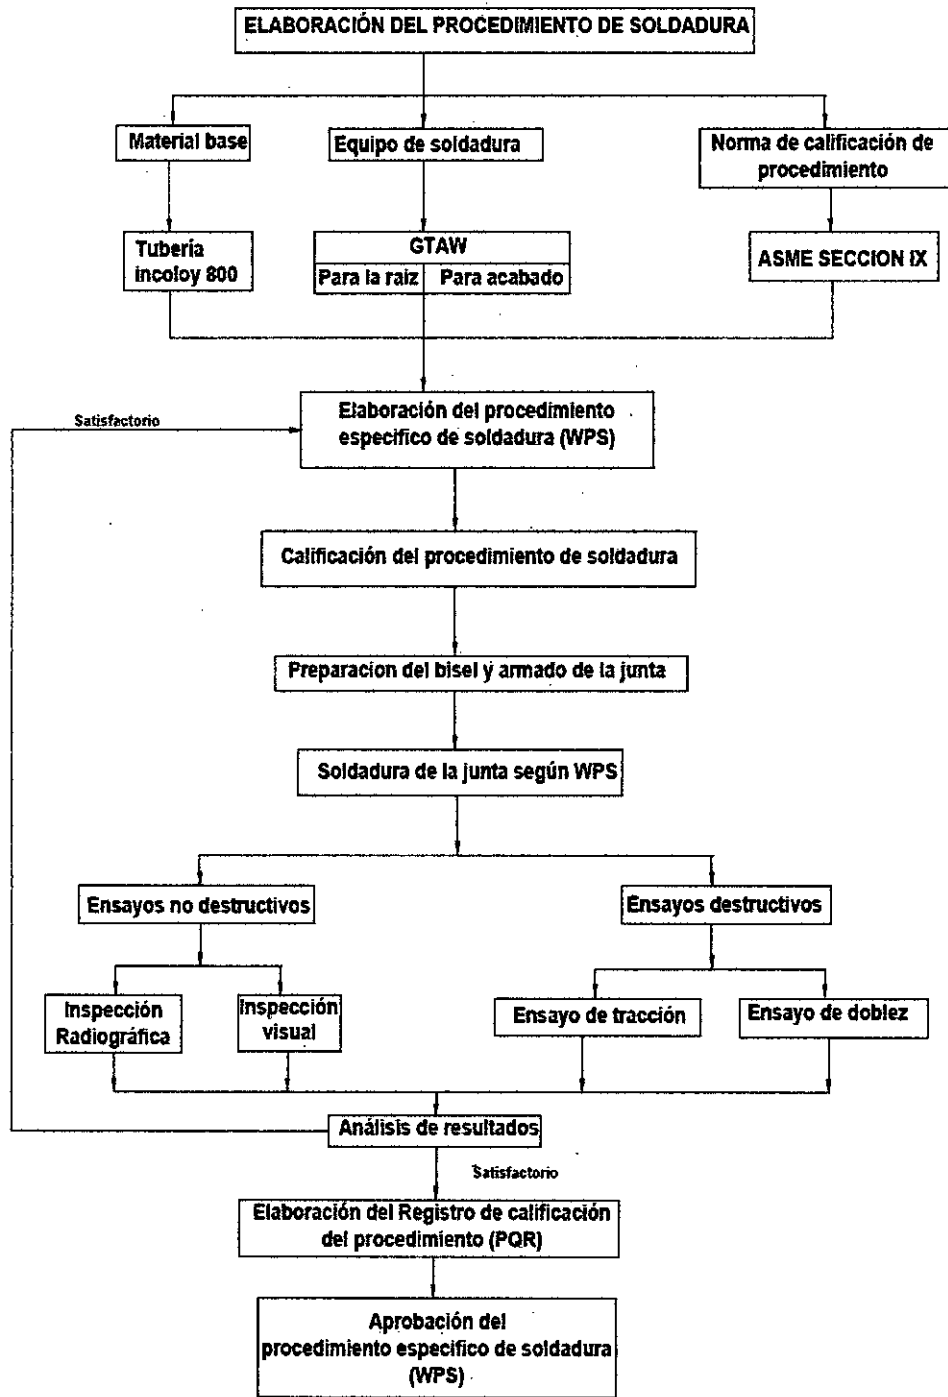 ELABORACIÓN DEL PROCEDIMIENTO DE SOLDADURA
Material base
Equipo de soldadura
Norma de calificación de
procedimiento
Tubería
incoloy 800
GTAW
Para la raiz
Para acabado
ASME SECCION IX
Satisfactorio
Elaboración del procedimiento
especifico de soldadura (WPS)
Calificación del procedimiento de soldadura
Preparacion del bisel y armado de la junta
Soldadura de la junta según WPS
Ensayos no destructivos
Ensayos destructivos
Inspección
Radiográfica
Inspección
visual
Ensayo de tracción
Ensayo de doblez
Análisis de resultados
Satisfactorio
Elaboración del Registro de calificación
del procedimiento (PQR)
Aprobación del
procedimiento especifico de soldadura
(WPS)